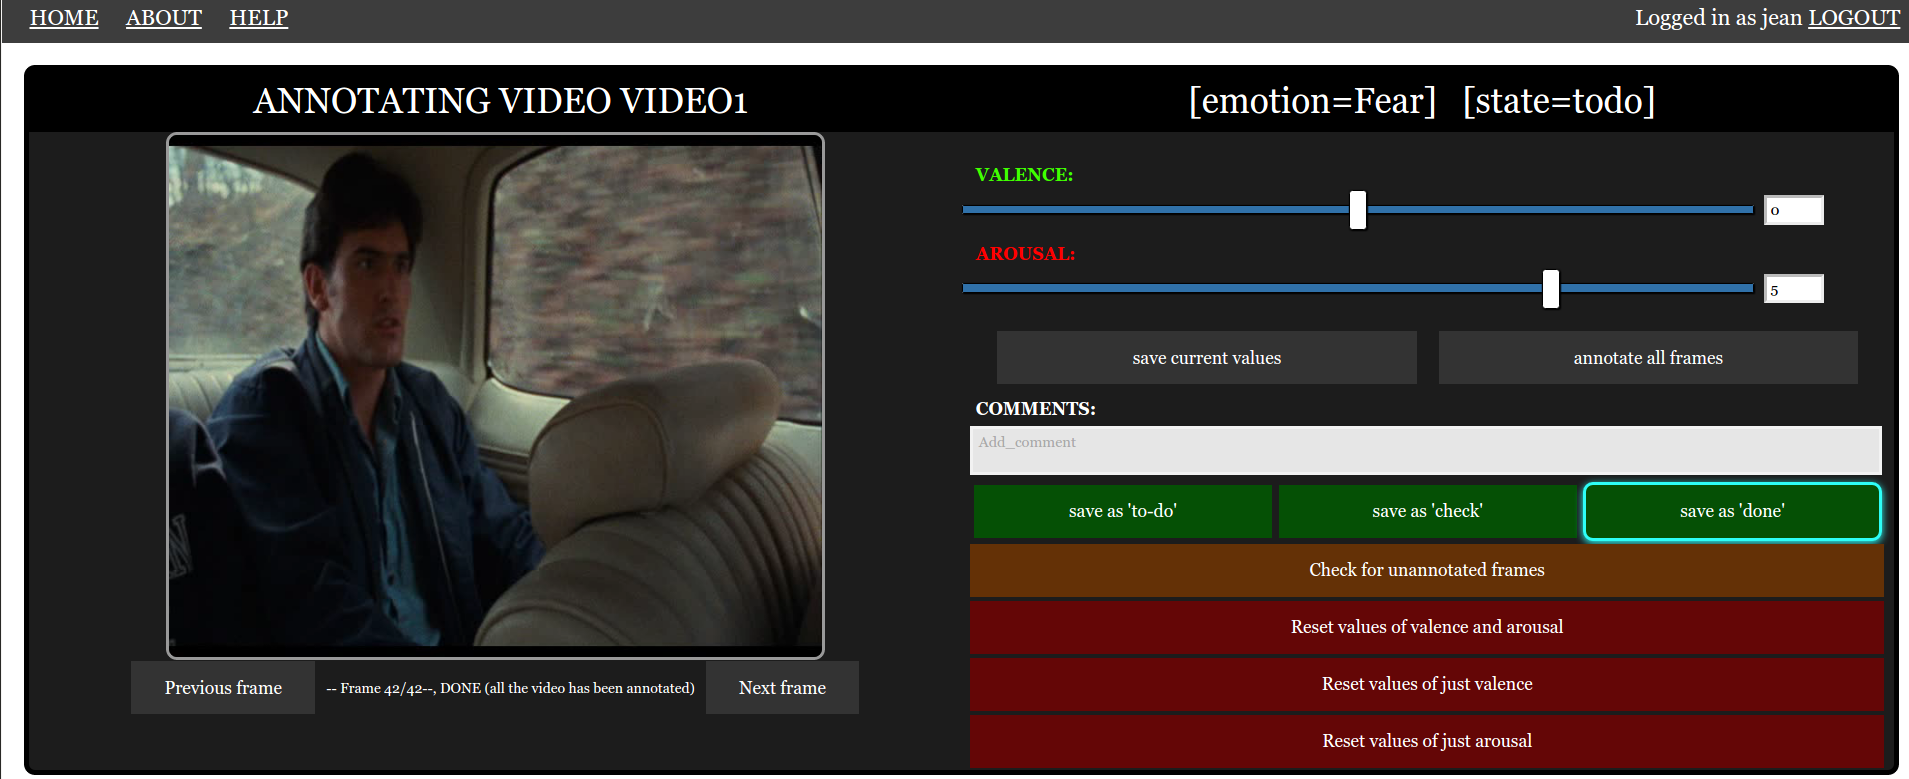 HOME ABOUT HELP Logged in as jean LOGOUT
ANNOTATING VIDEO VIDEO1
[emotion=Fear] [state=todo]
VALENCE:
0
AROUSAL:
5
save current values annotate all frames
COMMENTS:
Add_comment
save as 'to-do' save as 'check' save as 'done'
Check for unannotated frames
Reset values of valence and arousal
Reset values of just valence
Reset values of just arousal
Previous frame -- Frame 42/42--, DONE (all the video has been annotated) Next frame